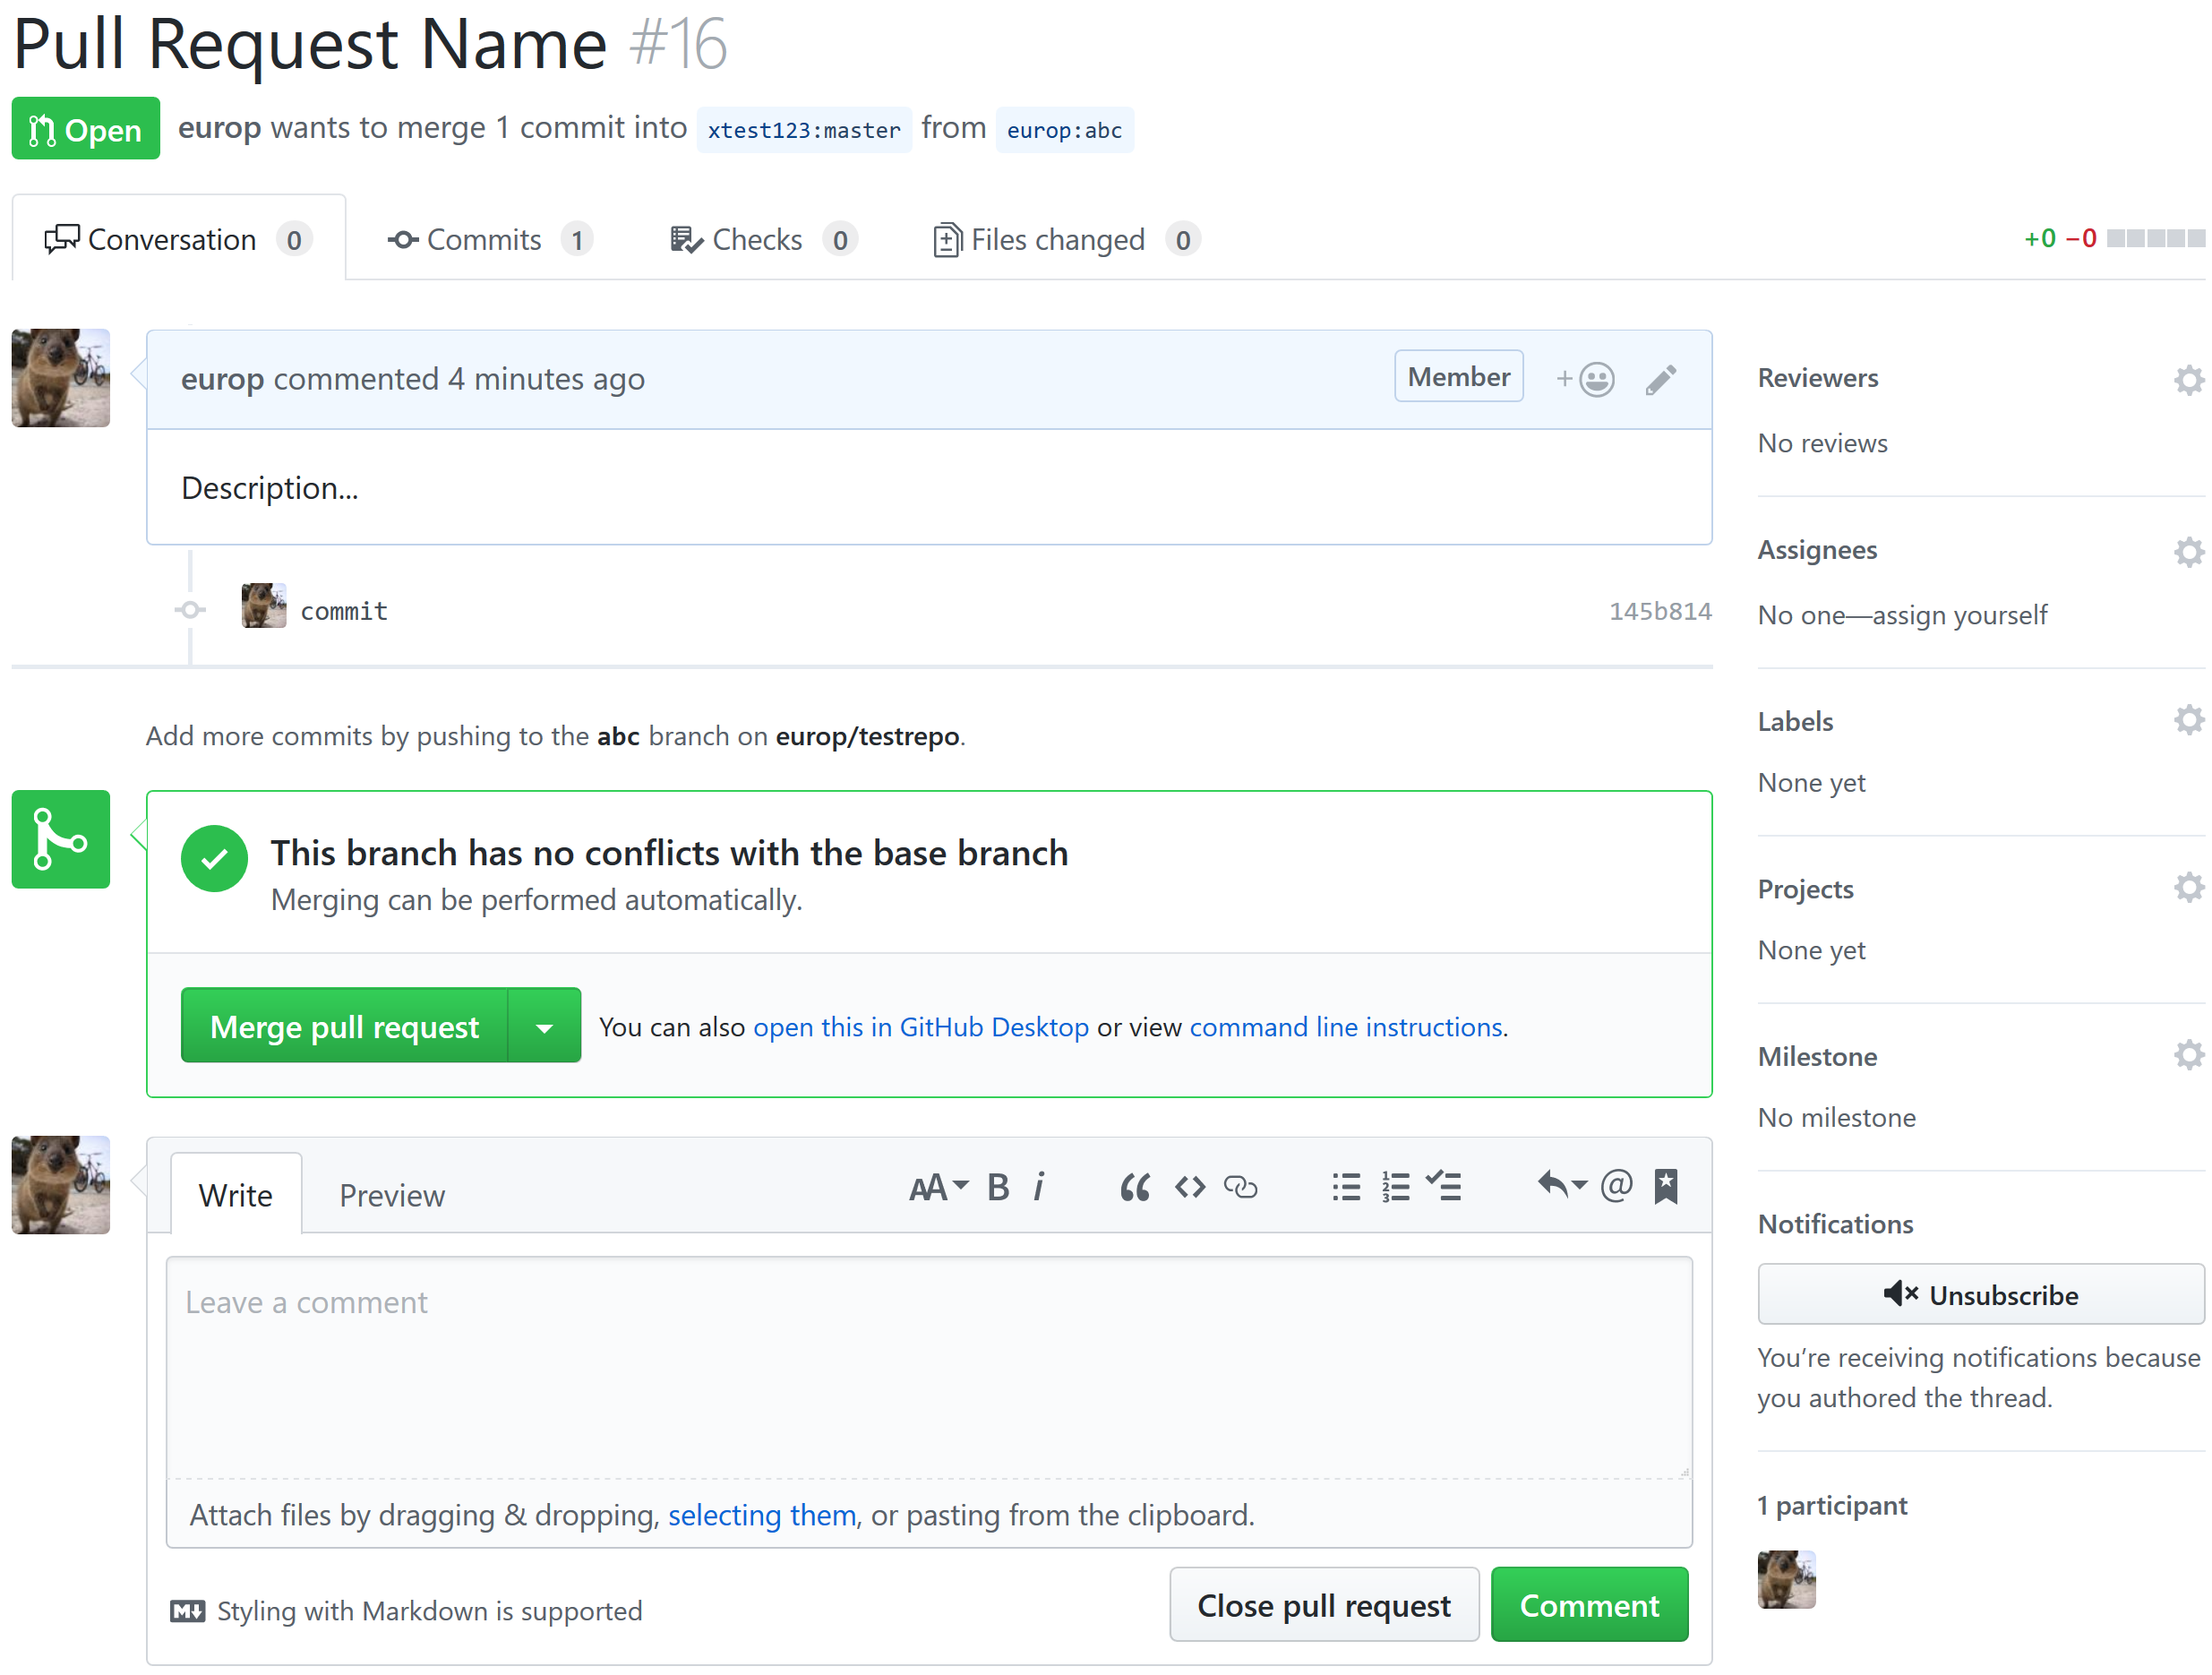 Pull Request Name #16
Open europ wants to merge 1 commit into xtest123:master from europ:abc
Conversation 0 Commits 1 Checks 0 Files changed 0 +0 −0
europ commented 4 minutes ago Member +
Description...
commit 145b814
Add more commits by pushing to the abc branch on europ/testrepo.
This branch has no conflicts with the base branch
Merging can be performed automatically.
Merge pull request You can also open this in GitHub Desktop or view command line instructions.
Write Preview AA B i “ <> 1 2 3 @
Leave a comment
Attach files by dragging & dropping, selecting them, or pasting from the clipboard.
M Styling with Markdown is supported
Close pull request Comment
Reviewers
No reviews
Assignees
No one—assign yourself
Labels
None yet
Projects
None yet
Milestone
No milestone
Notifications
Unsubscribe
You’re receiving notifications because
you authored the thread.
1 participant